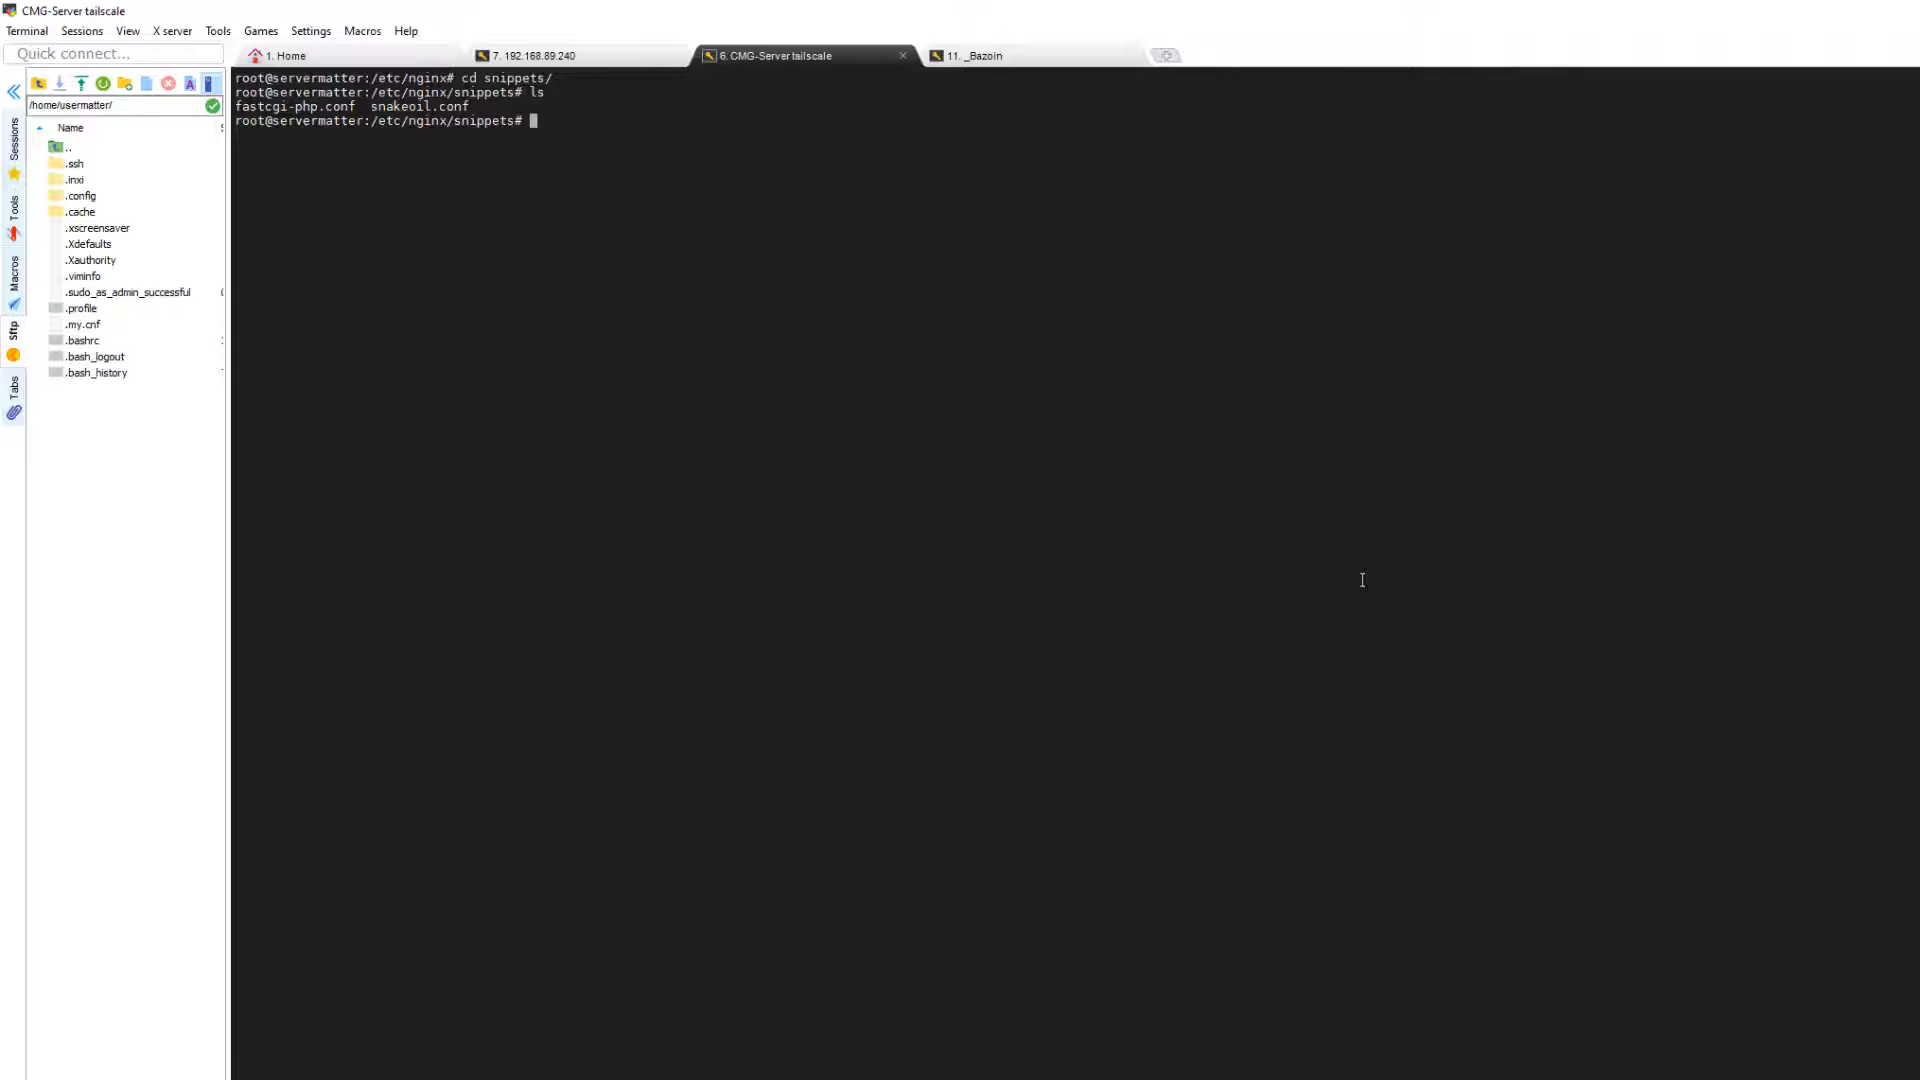 CMG-Server tailscale
Terminal Sessions View X server Tools Games Settings Macros Help
Quick connect...
1. Home
7. 192.168.89.240
6. CMG-Server tailscale
11. _Bazoin
/home/usermatter/
Name
..
.ssh
.inxi
.config
.cache
.xscreensaver
.Xdefaults
.Xauthority
.viminfo
.sudo_as_admin_successful
.profile
.my.cnf
.bashrc
.bash_logout
.bash_history
Sessions
Tools
Macros
Sftp
Tabs
root@servermatter:/etc/nginx# cd snippets/
root@servermatter:/etc/nginx/snippets# ls
fastcgi-php.conf snakeoil.conf
root@servermatter:/etc/nginx/snippets#